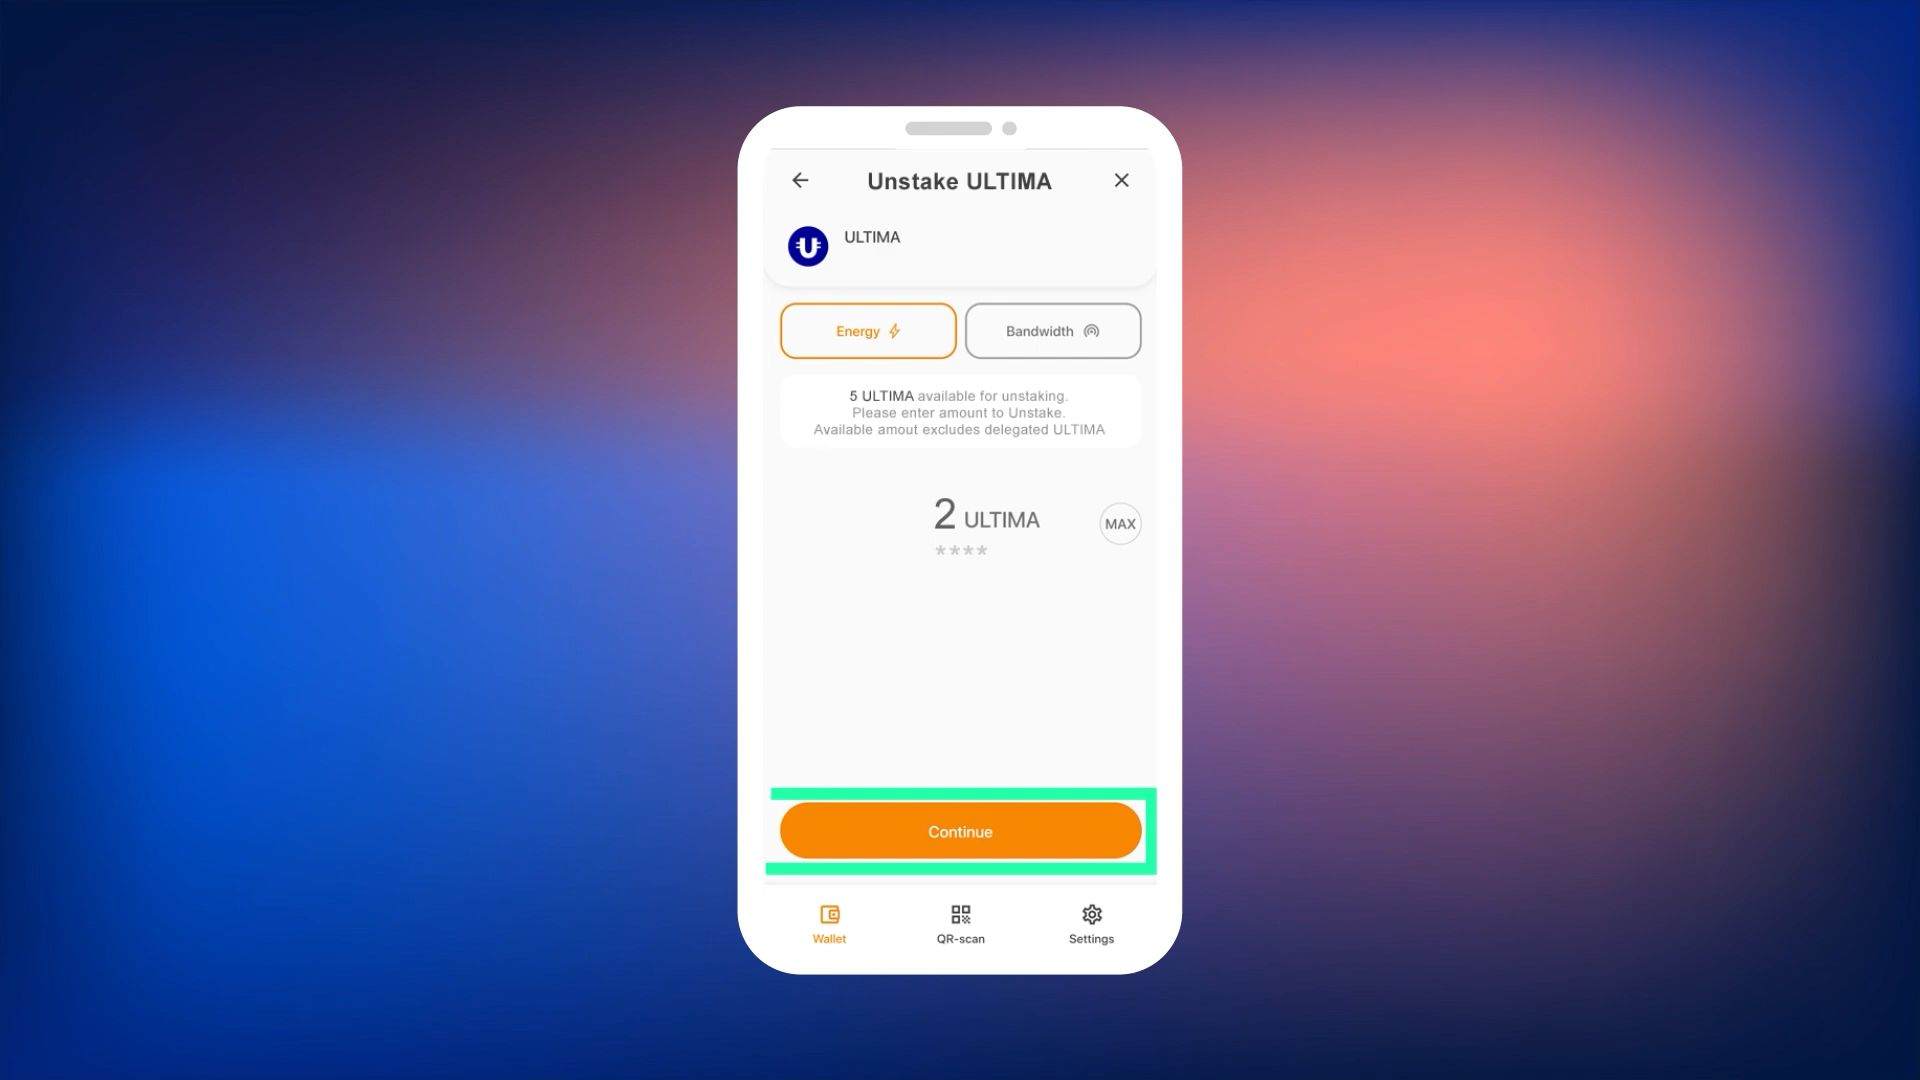 Unstake ULTIMA
ULTIMA
Energy
Bandwidth
5 ULTIMA available for unstaking.
Please enter amount to Unstake.
Available amout excludes delegated ULTIMA
2 ULTIMA
MAX
****
Continue
Wallet
QR-scan
Settings